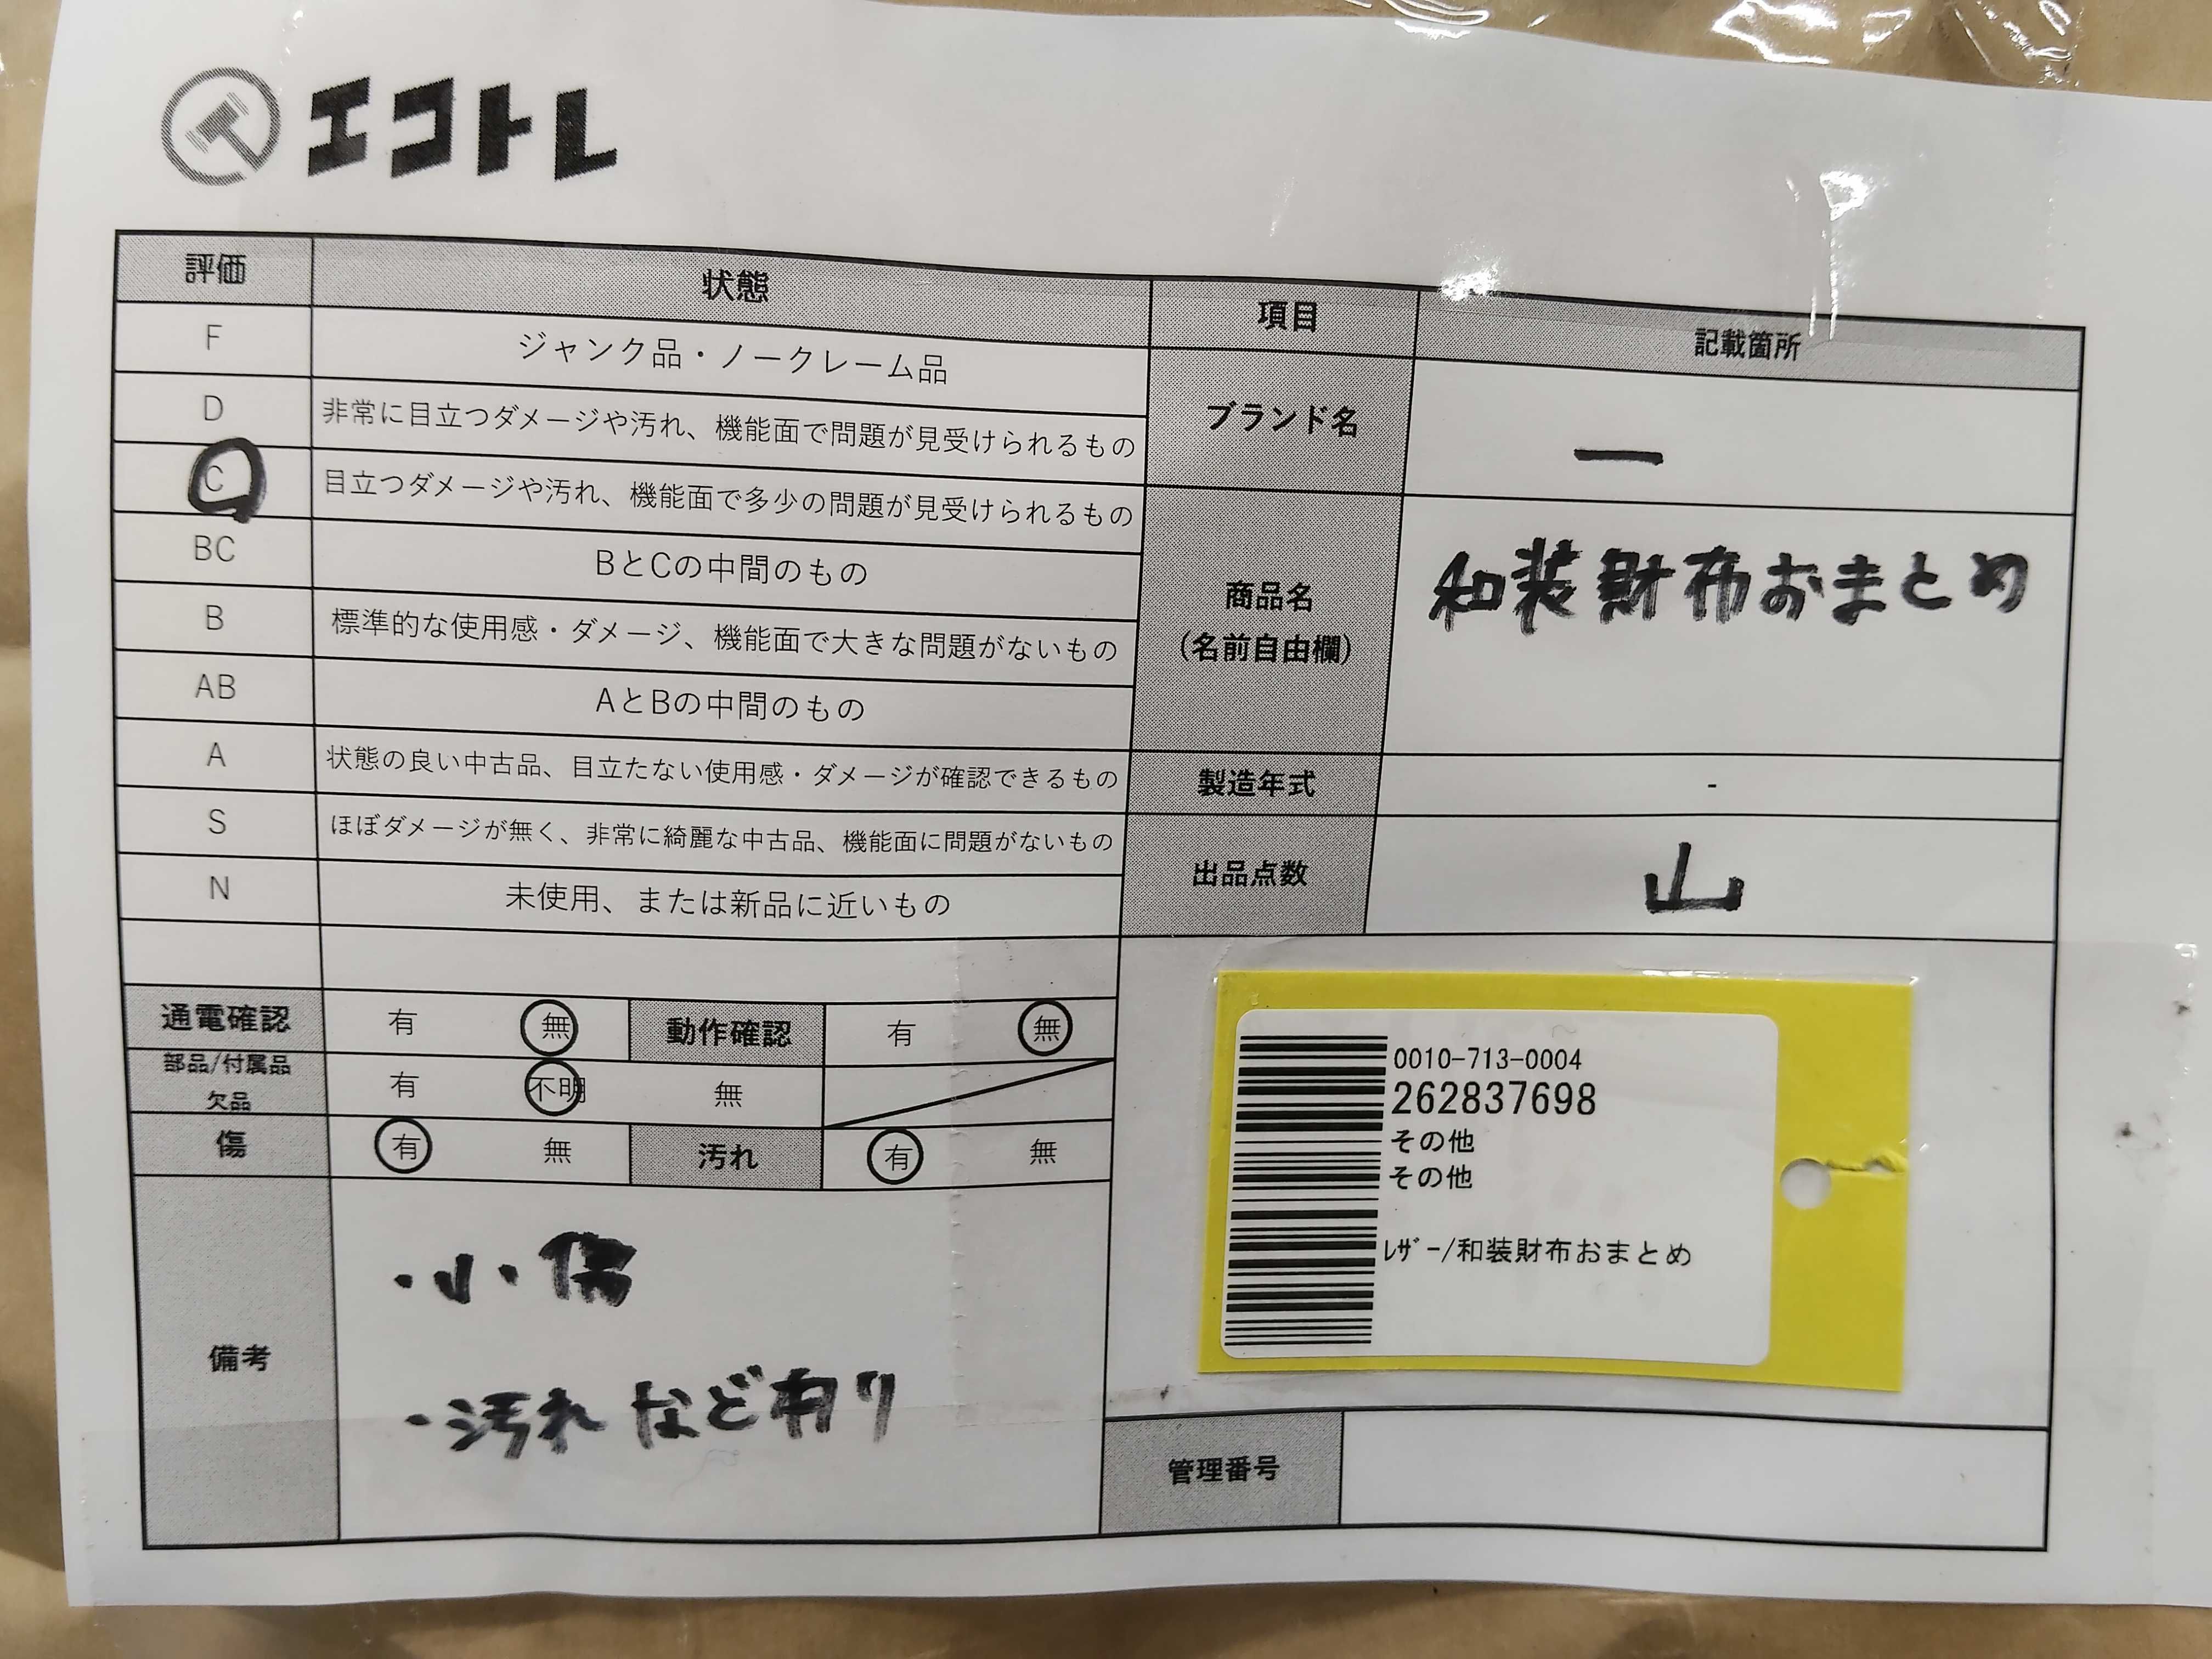 エコトレ
評価 状態 項目 記載箇所
F ジャンク品・ノークレーム品
D 非常に目立つダメージや汚れ、機能面で問題が見受けられるもの
C 目立つダメージや汚れ、機能面で多少の問題が見受けられるもの
BC BとCの中間のもの
B 標準的な使用感・ダメージ、機能面で大きな問題がないもの
AB AとBの中間のもの
A 状態の良い中古品、目立たない使用感・ダメージが確認できるもの
S ほぼダメージが無く、非常に綺麗な中古品、機能面に問題がないもの
N 未使用、または新品に近いもの
ブランド名 ー
商品名
(名前自由欄)
和装財布おまとめ
製造年式 -
出品点数 山
通電確認 有 無 動作確認 有 無
部品/付属品
欠品
有 不明 無
傷 有 無 汚れ 有 無
備考
・小傷
・汚れなど有り
0010-713-0004
262837698
その他
その他
ﾚｻﾞｰ/和装財布おまとめ
管理番号